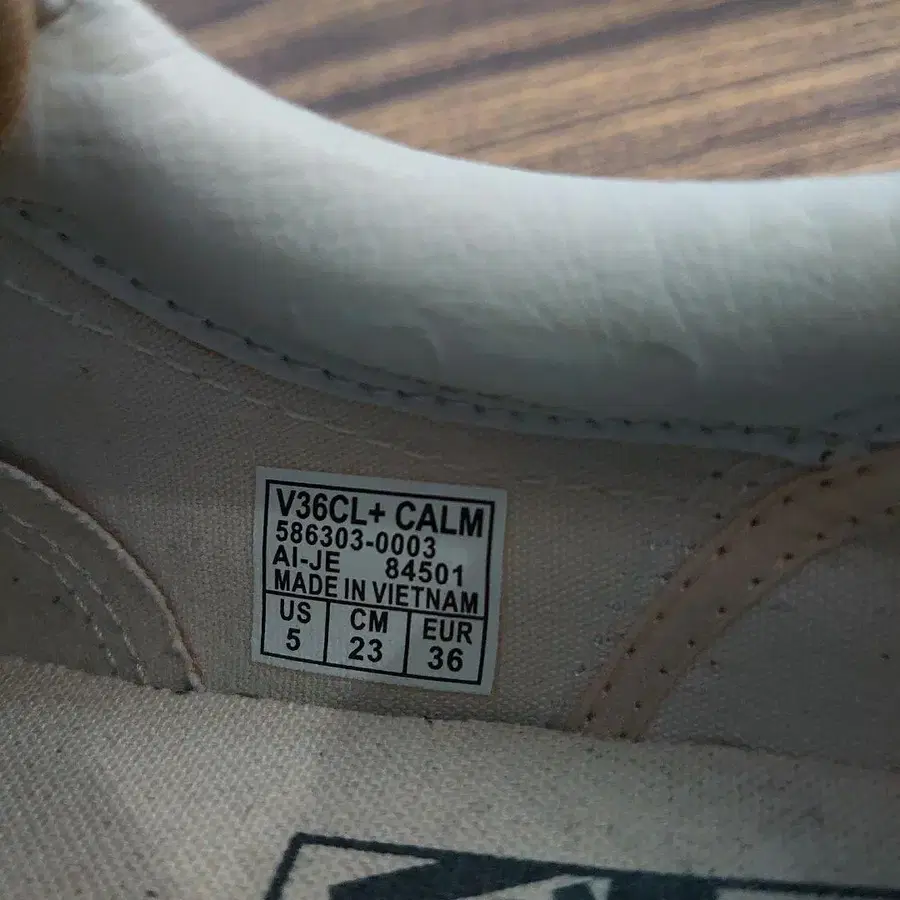 V36CL+ CALM
586303-0003
AI-JE 84501
MADE IN VIETNAM
US CM EUR
5 23 36